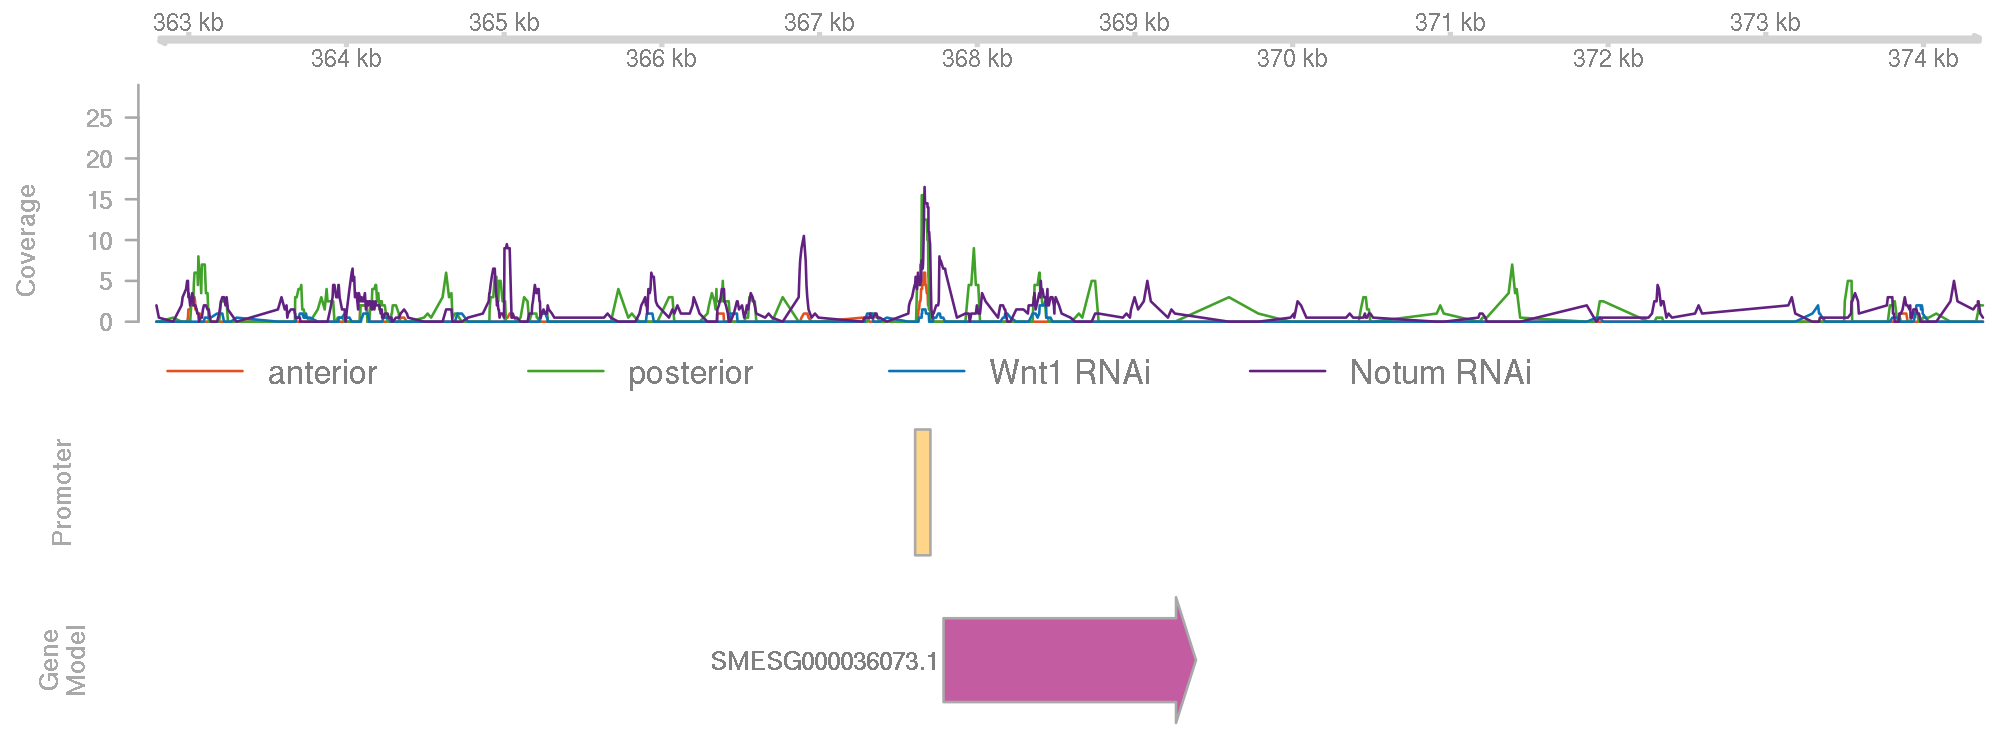 363 kb 365 kb 367 kb 369 kb 371 kb 373 kb
364 kb 366 kb 368 kb 370 kb 372 kb 374 kb
Coverage
25
20
15
10
5
0
anterior posterior Wnt1 RNAi Notum RNAi
Promoter
Gene
Model
SMESG000036073.1